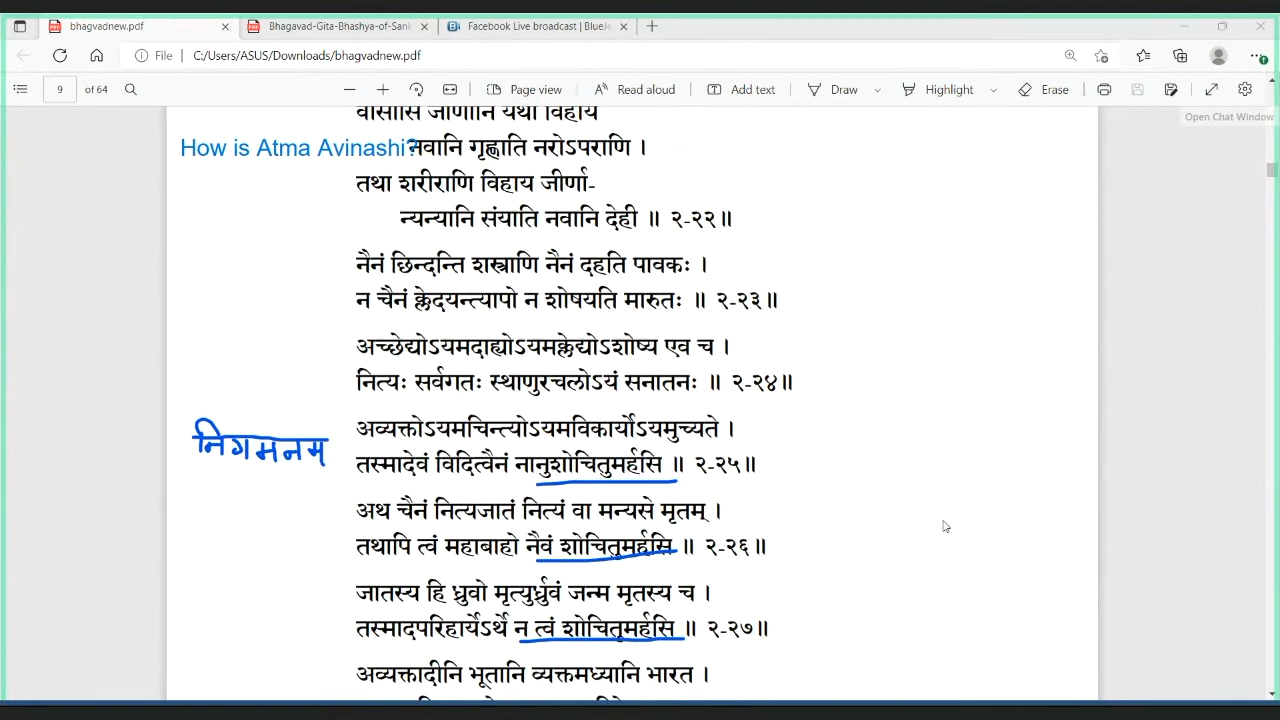 bhagvadnew.pdf
Bhagavad-Gita-Bhashya-of-Sank
Facebook Live broadcast | BlueJe
File
C:/Users/ASUS/Downloads/bhagvadnew.pdf
9 of 64
Page view
Read aloud
Add text
Draw
Highlight
Erase
Open Chat Window
वासांसि जीर्णानि यथा विहाय
How is Atma Avinashi?
नवानि गृह्णाति नरोऽपराणि ।
तथा शरीराणि विहाय जीर्णा-
न्यन्यानि संयाति नवानि देही ॥ २-२२॥
नैनं छिन्दन्ति शस्त्राणि नैनं दहति पावकः ।
न चैनं क्लेदयन्त्यापो न शोषयति मारुतः ॥ २-२३॥
अच्छेद्योऽयमदाह्योऽयमक्लेद्योऽशोष्य एव च ।
नित्यः सर्वगतः स्थाणुरचलोऽयं सनातनः ॥ २-२४॥
निगमनम्
अव्यक्तोऽयमचिन्त्योऽयमविकार्योऽयमुच्यते ।
तस्मादेवं विदित्वैनं नानुशोचितुमर्हसि ॥ २-२५॥
अथ चैनं नित्यजातं नित्यं वा मन्यसे मृतम् ।
तथापि त्वं महाबाहो नैवं शोचितुमर्हसि ॥ २-२६॥
जातस्य हि ध्रुवो मृत्युर्ध्रुवं जन्म मृतस्य च ।
तस्मादपरिहार्येऽर्थे न त्वं शोचितुमर्हसि ॥ २-२७॥
अव्यक्तादीनि भूतानि व्यक्तमध्यानि भारत ।